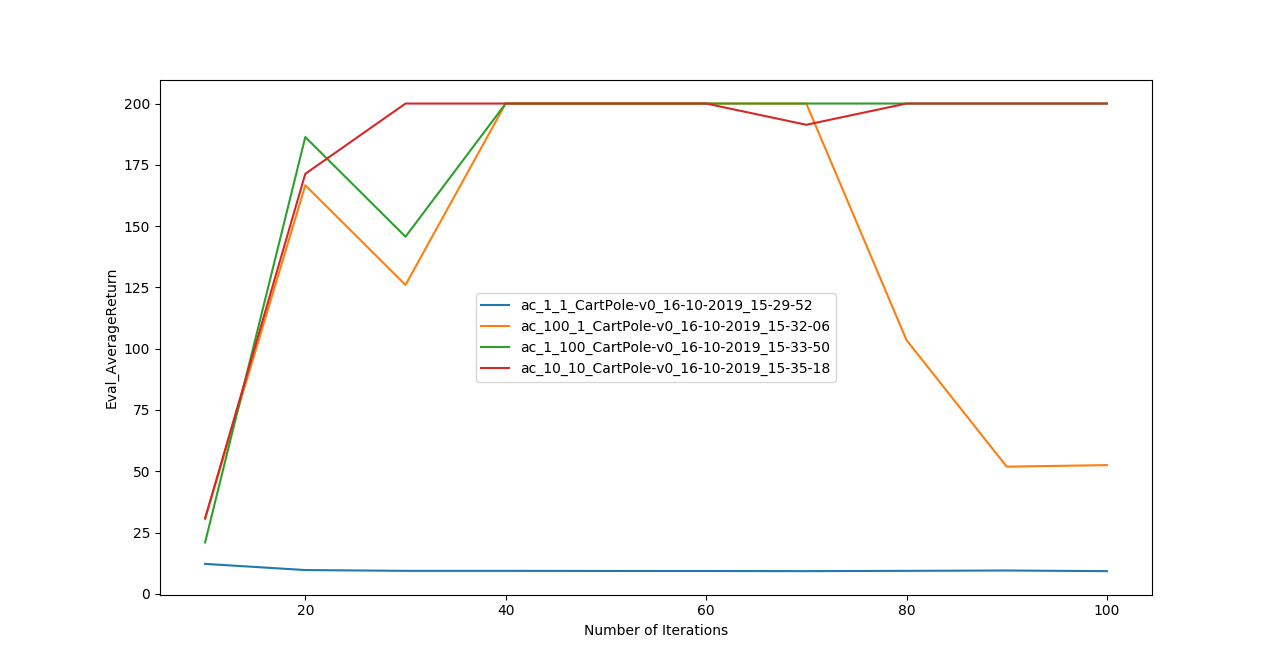 200
175
150
125
100
75
50
25
0
Eval_AverageReturn
ac_1_1_CartPole-v0_16-10-2019_15-29-52
ac_100_1_CartPole-v0_16-10-2019_15-32-06
ac_1_100_CartPole-v0_16-10-2019_15-33-50
ac_10_10_CartPole-v0_16-10-2019_15-35-18
20 40 60 80 100
Number of Iterations